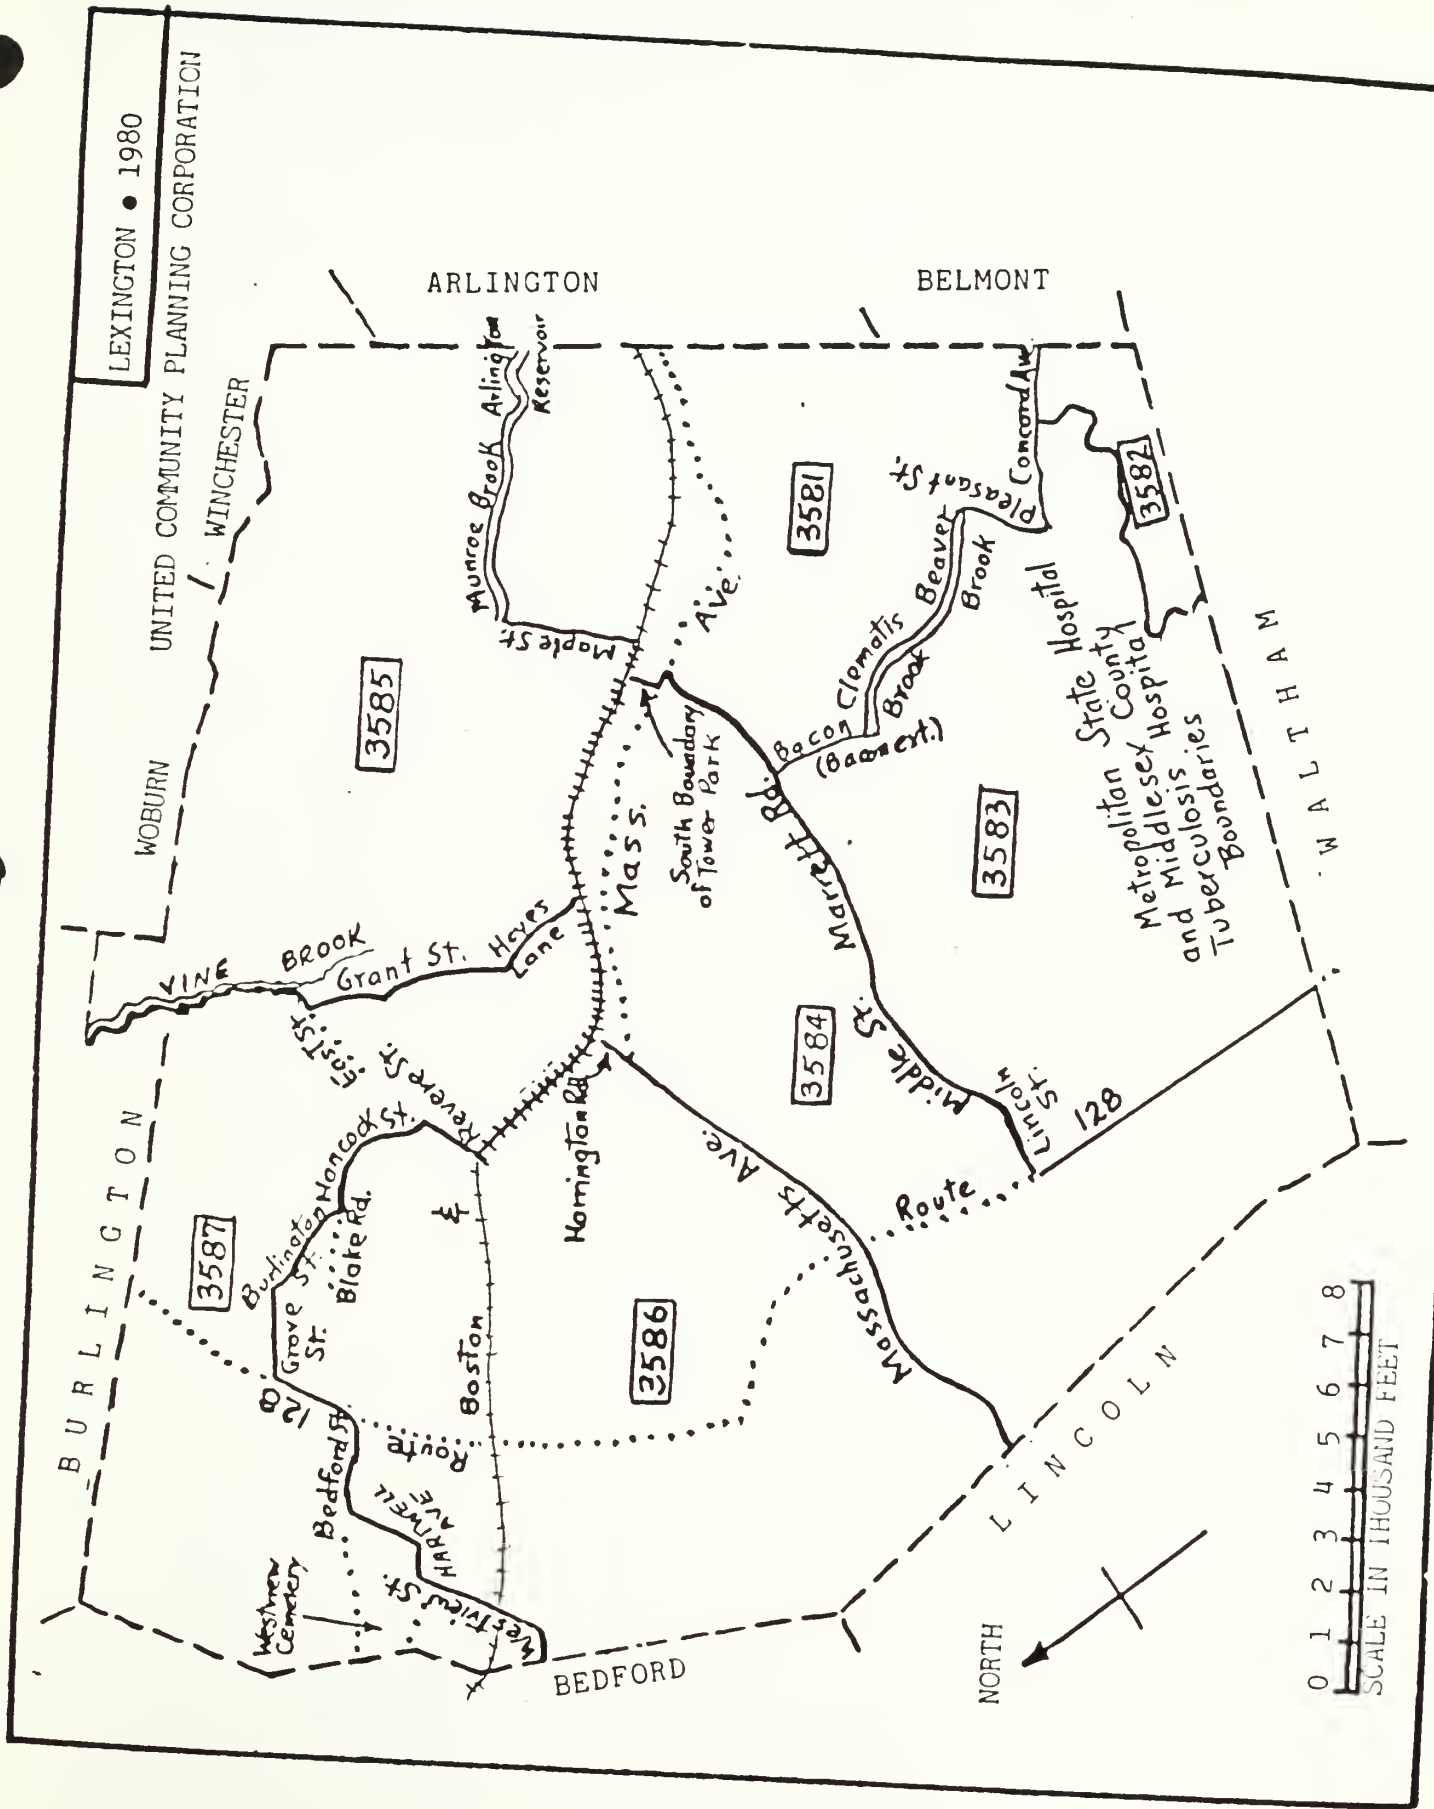 LEXINGTON • 1980
UNITED COMMUNITY PLANNING CORPORATION
WINCHESTER
WOBURN
BURLINGTON
ARLINGTON
BELMONT
WALTHAM
LINCOLN
BEDFORD
3585
3581
3582
3583
3584
3586
3587
Arlington
Reservoir
Munroe Brook
Maple St.
Mass.
Ave.
South Boundary
of Tower Park
Pleasant St.
Concord Av
Pleasant
Beaver
Brook
Clematis
Brook
Bacon
Marrett Rd.
Middle St.
Lincoln
St.
128
Route
Metropolitan State Hospital
and Middlesex County
Tuberculosis Hospital
Boundaries
VINE
BROOK
Grant St.
Hayes
Lane
East St.
Revere St.
Hancock St.
Burlington
St.
Blake Rd.
Grove
St.
128
Route
Bedford St
HARTWELL
AVE
Westview St.
Westview
Cemetery
Boston
&
Massachusetts Ave.
NORTH
0 1 2 3 4 5 6 7 8
SCALE IN THOUSAND FEET